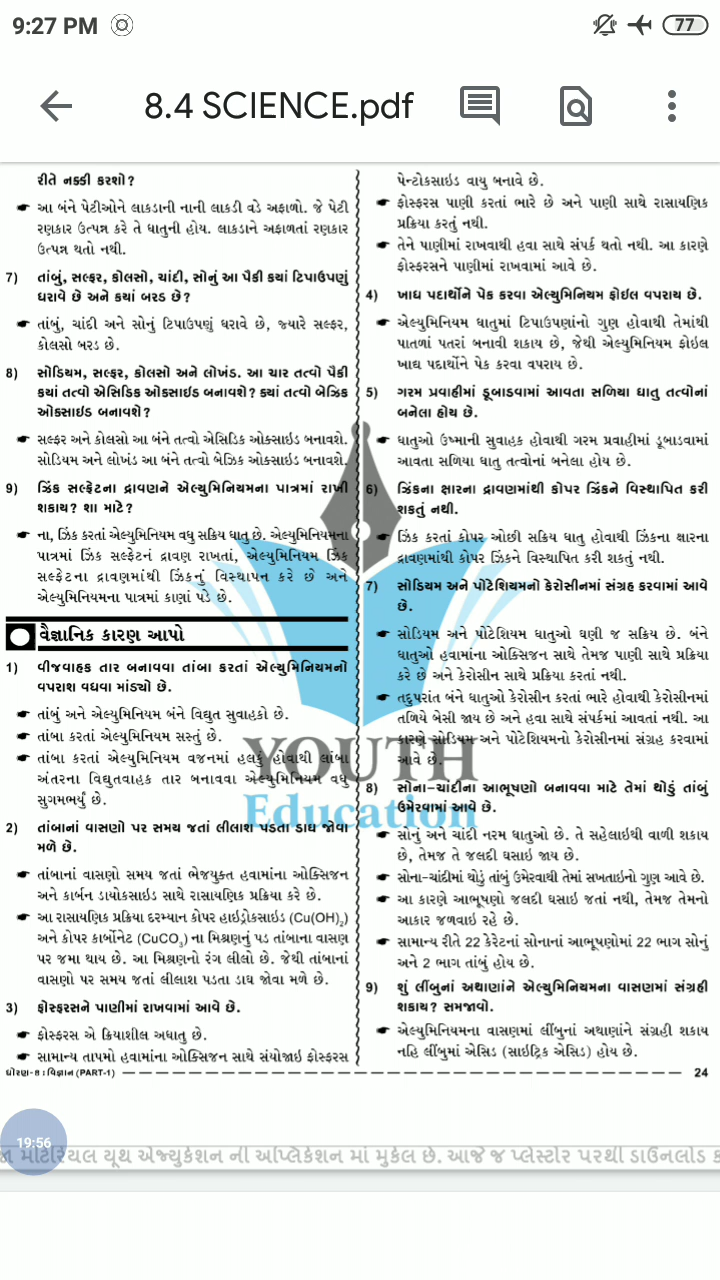 9:27 PM
77
8.4 SCIENCE.pdf
રીતે નક્કી કરશો?
☛ આ બંને પેટીઓને લાકડાની નાની લાકડી વડે અફાળો. જે પેટી
રણકાર ઉત્પન્ન કરે તે ધાતુની હોય. લાકડાને અફાળતાં રણકાર
ઉત્પન્ન થતો નથી.
7) તાંબું, સલ્ફર, કોલસો, ચાંદી, સોનું આ પૈકી કયાં ટિપાઉપણું
ધરાવે છે અને કયાં બરડ છે?
☛ તાંબું, ચાંદી અને સોનું ટિપાઉપણું ધરાવે છે, જ્યારે સલ્ફર,
કોલસો બરડ છે.
8) સોડિયમ, સલ્ફર, કોલસો અને લોખંડ. આ ચાર તત્વો પૈકી
કયાં તત્વો એસિડિક ઓક્સાઇડ બનાવશે? ક્યાં તત્વો બેઝિક
ઓક્સાઇડ બનાવશે?
☛ સલ્ફર અને કોલસો આ બંને તત્વો એસિડિક ઓક્સાઇડ બનાવશે.
સોડિયમ અને લોખંડ આ બંને તત્વો બેઝિક ઓક્સાઇડ બનાવશે.
9) ઝિંક સલ્ફેટના દ્રાવણને એલ્યુમિનિયમના પાત્રમાં રાખી
શકાય? શા માટે?
☛ ના, ઝિંક કરતાં એલ્યુમિનિયમ વધુ સક્રિય ધાતુ છે. એલ્યુમિનિયમના
પાત્રમાં ઝિંક સલ્ફેટનં દ્રાવણ રાખતાં, એલ્યુમિનિયમ ઝિંક
સલ્ફેટના દ્રાવણમાંથી ઝિંકનું વિસ્થાપન કરે છે અને
એલ્યુમિનિયમના પાત્રમાં કાણાં પડે છે.
વૈજ્ઞાનિક કારણ આપો
1) વીજવાહક તાર બનાવવા તાંબા કરતાં એલ્યુમિનિયમનો
વપરાશ વધવા માંડ્યો છે.
☛ તાંબું અને એલ્યુમિનિયમ બંને વિદ્યુત સુવાહકો છે.
☛ તાંબા કરતાં એલ્યુમિનિયમ સસ્તું છે.
☛ તાંબા કરતાં એલ્યુમિનિયમ વજનમાં હલકું હોવાથી લાંબા
અંતરના વિદ્યુતવાહક તાર બનાવવા એલ્યુમિનિયમ વધુ
સુગમભર્યું છે.
2) તાંબાનાં વાસણો પર સમય જતાં લીલાશ પડતા ડાઘ જોવા
મળે છે.
☛ તાંબાનાં વાસણો સમય જતાં ભેજયુક્ત હવામાંના ઓક્સિજન
અને કાર્બન ડાયોકસાઇડ સાથે રાસાયણિક પ્રક્રિયા કરે છે.
☛ આ રાસાયણિક પ્રક્રિયા દરમ્યાન કોપર હાઇડ્રોક્સાઇડ (Cu(OH)₂)
અને કોપર કાર્બોનેટ (CuCO₃) ના મિશ્રણનું પડ તાંબાના વાસણ
પર જમા થાય છે. આ મિશ્રણનો રંગ લીલો છે. જેથી તાંબાનાં
વાસણો પર સમય જતાં લીલાશ પડતા ડાઘ જોવા મળે છે.
3) ફોસ્ફરસને પાણીમાં રાખવામાં આવે છે.
☛ ફોસ્ફરસ એ ક્રિયાશીલ અધાતુ છે.
☛ સામાન્ય તાપમો હવામાંના ઓક્સિજન સાથે સંયોજાઇ ફોસ્ફરસ
પેન્ટોકસાઇડ વાયુ બનાવે છે.
☛ ફોસ્ફરસ પાણી કરતાં ભારે છે અને પાણી સાથે રાસાયણિક
પ્રક્રિયા કરતું નથી.
☛ તેને પાણીમાં રાખવાથી હવા સાથે સંપર્ક થતો નથી. આ કારણે
ફોસ્ફરસને પાણીમાં રાખવામાં આવે છે.
4) ખાદ્ય પદાર્થોને પેક કરવા એલ્યુમિનિયમ ફોઇલ વપરાય છે.
☛ એલ્યુમિનિયમ ધાતુમાં ટિપાઉપણાંનો ગુણ હોવાથી તેમાંથી
પાતળાં પતરાં બનાવી શકાય છે, જેથી એલ્યુમિનિયમ ફોઇલ
ખાદ્ય પદાર્થોને પેક કરવા વપરાય છે.
5) ગરમ પ્રવાહીમાં ડૂબાડવામાં આવતા સળિયા ધાતુ તત્વોનાં
બનેલા હોય છે.
☛ ધાતુઓ ઉષ્માની સુવાહક હોવાથી ગરમ પ્રવાહીમાં ડૂબાડવામાં
આવતા સળિયા ધાતુ તત્વોનાં બનેલા હોય છે.
6) ઝિંકના ક્ષારના દ્રાવણમાંથી કોપર ઝિંકને વિસ્થાપિત કરી
શકતું નથી.
☛ ઝિંક કરતાં કોપર ઓછી સક્રિય ધાતુ હોવાથી ઝિંકના ક્ષારના
દ્રાવણમાંથી કોપર ઝિંકને વિસ્થાપિત કરી શકતું નથી.
7) સોડિયમ અને પોટેશિયમનો કેરોસીનમાં સંગ્રહ કરવામાં આવે
છે.
☛ સોડિયમ અને પોટેશિયમ ધાતુઓ ઘણી જ સક્રિય છે. બંને
ધાતુઓ હવામાંના ઓક્સિજન સાથે તેમજ પાણી સાથે પ્રક્રિયા
કરે છે અને કેરોસીન સાથે પ્રક્રિયા કરતાં નથી.
☛ તદુપરાંત બંને ધાતુઓ કેરોસીન કરતાં ભારે હોવાથી કેરોસીનમાં
તળિયે બેસી જાય છે અને હવા સાથે સંપર્કમાં આવતાં નથી. આ
કારણે સોડિયમ અને પોટેશિયમનો કેરોસીનમાં સંગ્રહ કરવામાં
આવે છે.
8) સોના-ચાંદીના આભૂષણો બનાવવા માટે તેમાં થોડું તાંબું
ઉમેરવામાં આવે છે.
☛ સોનું અને ચાંદી નરમ ધાતુઓ છે. તે સહેલાઇથી વાળી શકાય
છે, તેમજ તે જલદી ઘસાઇ જાય છે.
☛ સોના-ચાંદીમાં થોડું તાંબું ઉમેરવાથી તેમાં સખતાઇનો ગુણ આવે છે.
☛ આ કારણે આભૂષણો જલદી ઘસાઇ જતાં નથી, તેમજ તેમનો
આકાર જળવાઇ રહે છે.
☛ સામાન્ય રીતે 22 કેરેટનાં સોનાનાં આભૂષણોમાં 22 ભાગ સોનું
અને 2 ભાગ તાંબું હોય છે.
9) શું લીંબુનાં અથાણાંને એલ્યુમિનિયમના વાસણમાં સંગ્રહી
શકાય? સમજાવો.
☛ એલ્યુમિનિયમના વાસણમાં લીંબુનાં અથાણાંને સંગ્રહી શકાય
નહિ લીંબુમાં એસિડ (સાઇટ્રિક એસિડ) હોય છે.
YOUTH
Education
ધોરણ-૮ : વિજ્ઞાન (PART-1)
24
19:56
મટિરિયલ યૂથ એજ્યુકેશન ની અપ્લિકેશન માં મુકેલ છે. આજે જ પ્લેસ્ટોર પરથી ડાઉનલોડ